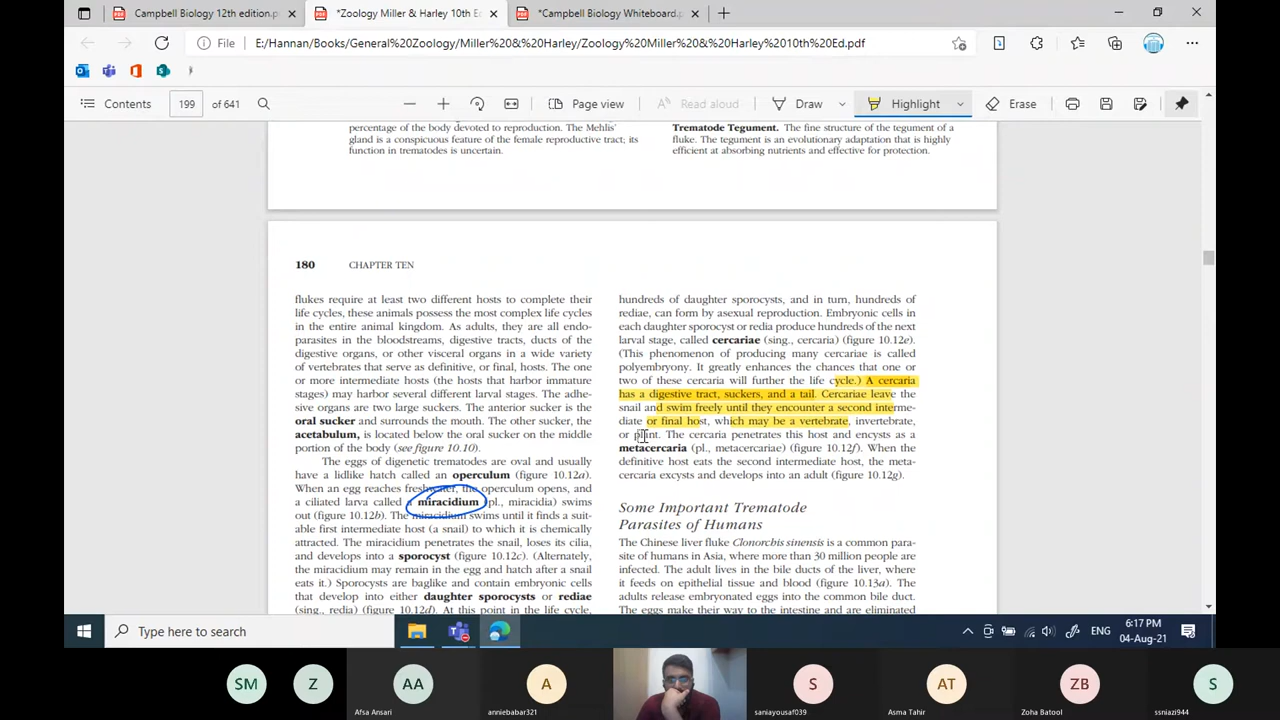 Campbell Biology 12th edition.p
*Zoology Miller & Harley 10th Ed
*Campbell Biology Whiteboard.p
File
E:/Hannan/Books/General%20Zoology/Miller%20&%20Harley/Zoology%20Miller%20&%20Harley%2010th%20Ed.pdf
Contents
199 of 641
Page view
Read aloud
Draw
Highlight
Erase
percentage of the body devoted to reproduction. The Mehlis'
gland is a conspicuous feature of the female reproductive tract; its
function in trematodes is uncertain.
Trematode Tegument. The fine structure of the tegument of a
fluke. The tegument is an evolutionary adaptation that is highly
efficient at absorbing nutrients and effective for protection.
180 CHAPTER TEN
flukes require at least two different hosts to complete their
life cycles, these animals possess the most complex life cycles
in the entire animal kingdom. As adults, they are all endo-
parasites in the bloodstreams, digestive tracts, ducts of the
digestive organs, or other visceral organs in a wide variety
of vertebrates that serve as definitive, or final, hosts. The one
or more intermediate hosts (the hosts that harbor immature
stages) may harbor several different larval stages. The adhe-
sive organs are two large suckers. The anterior sucker is the
oral sucker and surrounds the mouth. The other sucker, the
acetabulum, is located below the oral sucker on the middle
portion of the body (see figure 10.10).
The eggs of digenetic trematodes are oval and usually
have a lidlike hatch called an operculum (figure 10.12a).
When an egg reaches freshwater, the operculum opens, and
a ciliated larva called a miracidium (pl., miracidia) swims
out (figure 10.12b). The miracidium swims until it finds a suit-
able first intermediate host (a snail) to which it is chemically
attracted. The miracidium penetrates the snail, loses its cilia,
and develops into a sporocyst (figure 10.12c). (Alternately,
the miracidium may remain in the egg and hatch after a snail
eats it.) Sporocysts are baglike and contain embryonic cells
that develop into either daughter sporocysts or rediae
(sing., redia) (figure 10.12d). At this point in the life cycle,
hundreds of daughter sporocysts, and in turn, hundreds of
rediae, can form by asexual reproduction. Embryonic cells in
each daughter sporocyst or redia produce hundreds of the next
larval stage, called cercariae (sing., cercaria) (figure 10.12e).
(This phenomenon of producing many cercariae is called
polyembryony. It greatly enhances the chances that one or
two of these cercaria will further the life cycle.) A cercaria
has a digestive tract, suckers, and a tail. Cercariae leave the
snail and swim freely until they encounter a second interme-
diate or final host, which may be a vertebrate, invertebrate,
or plant. The cercaria penetrates this host and encysts as a
metacercaria (pl., metacercariae) (figure 10.12f). When the
definitive host eats the second intermediate host, the meta-
cercaria excysts and develops into an adult (figure 10.12g).
Some Important Trematode
Parasites of Humans
The Chinese liver fluke Clonorchis sinensis is a common para-
site of humans in Asia, where more than 30 million people are
infected. The adult lives in the bile ducts of the liver, where
it feeds on epithelial tissue and blood (figure 10.13a). The
adults release embryonated eggs into the common bile duct.
The eggs make their way to the intestine and are eliminated
Type here to search
ENG
6:17 PM
04-Aug-21
SM
Z
AA
Afsa Ansari
A
anniebabar321
S
saniayousaf039
AT
Asma Tahir
ZB
Zoha Batool
S
ssniazi944